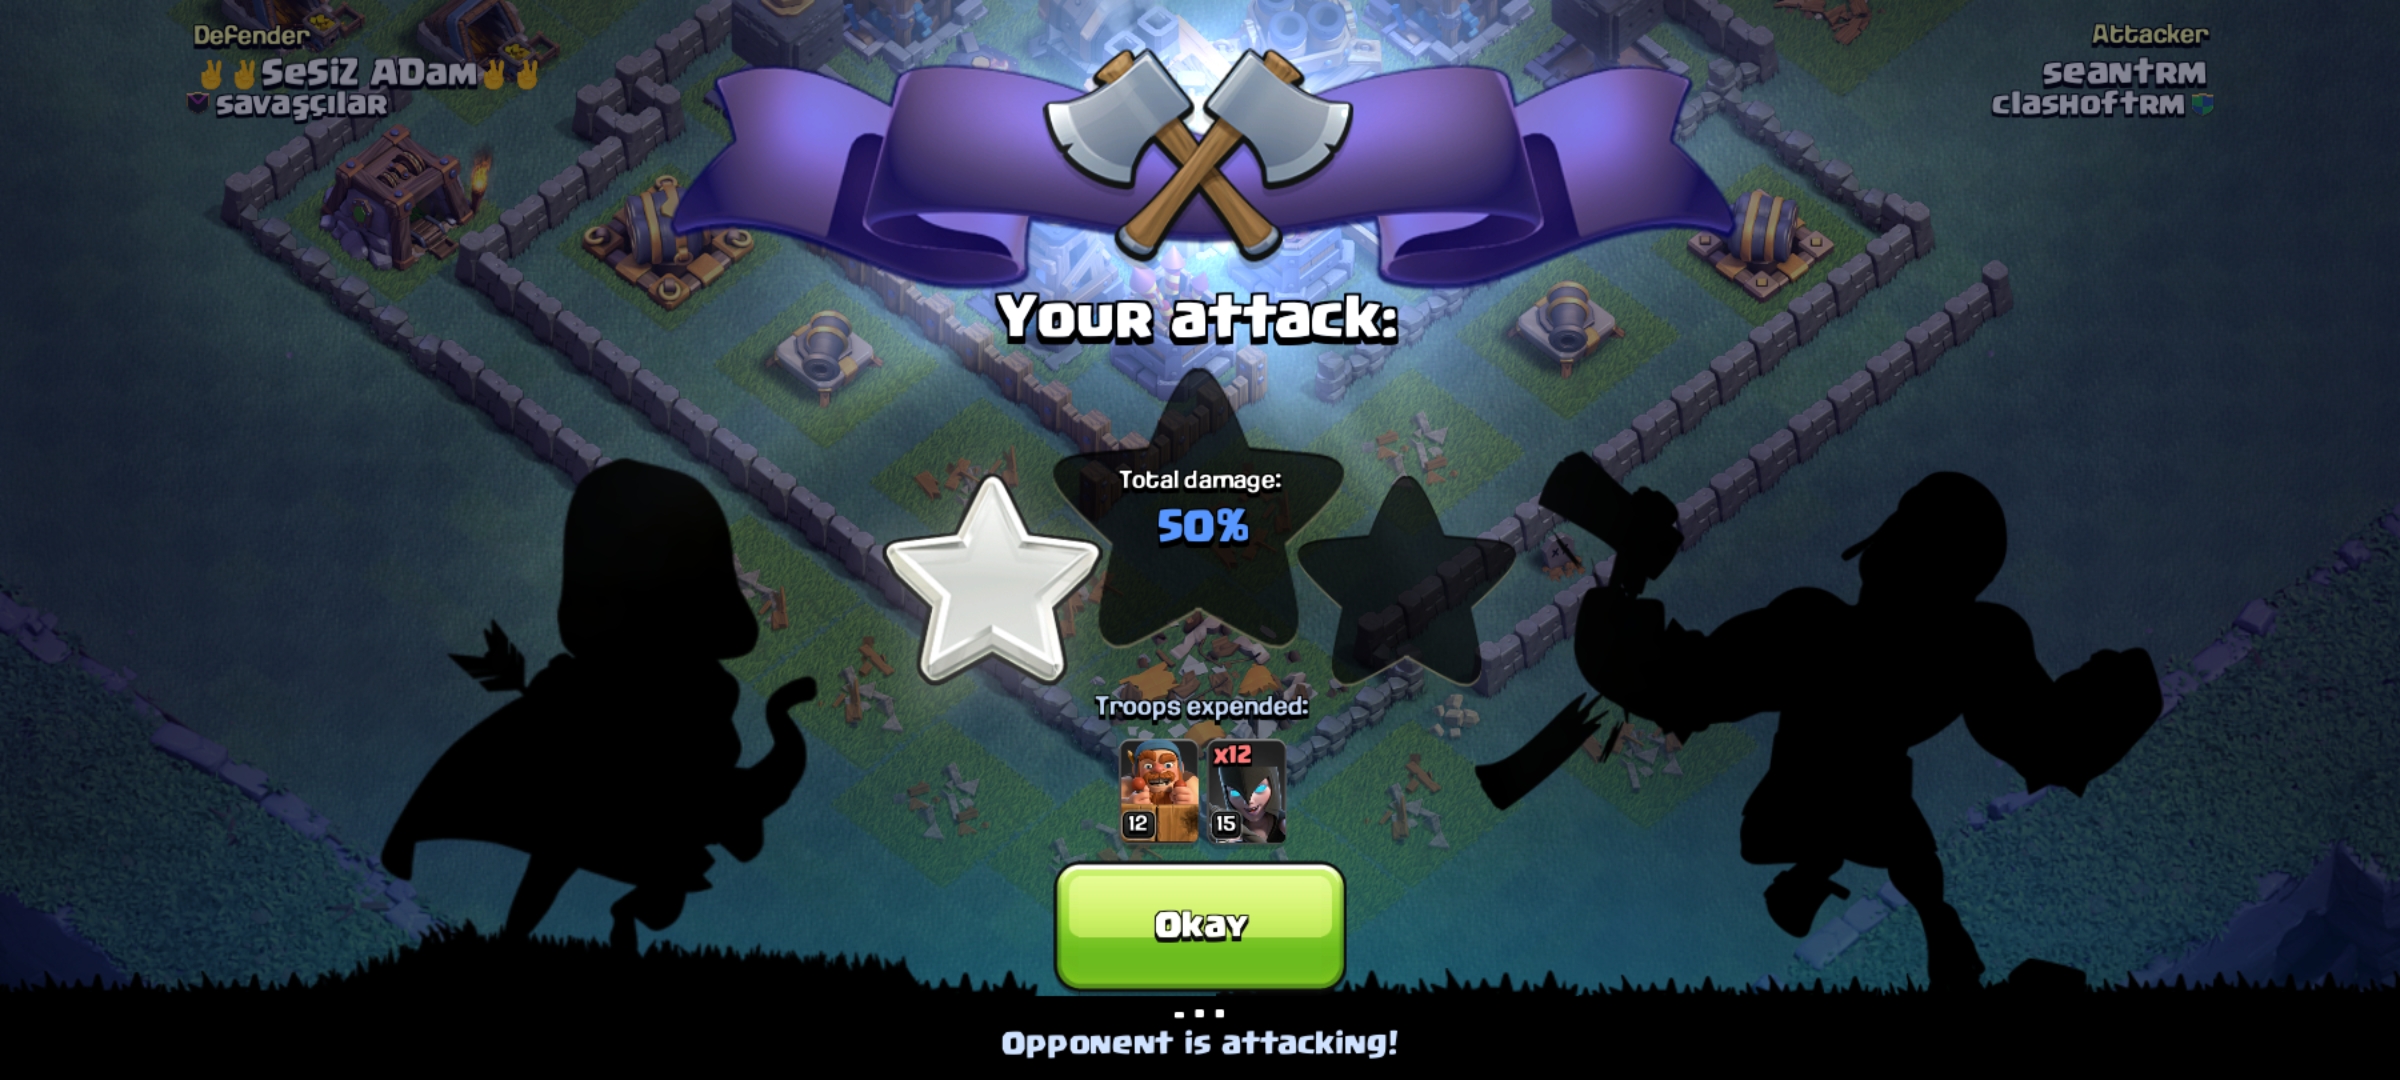 Defender
✌✌SeSiZ ADam✌✌
savaşçılar
Attacker
seantRM
clashoftRM
Your attack:
Total damage:
50%
Troops expended:
x12
12
15
Okay
Opponent is attacking!